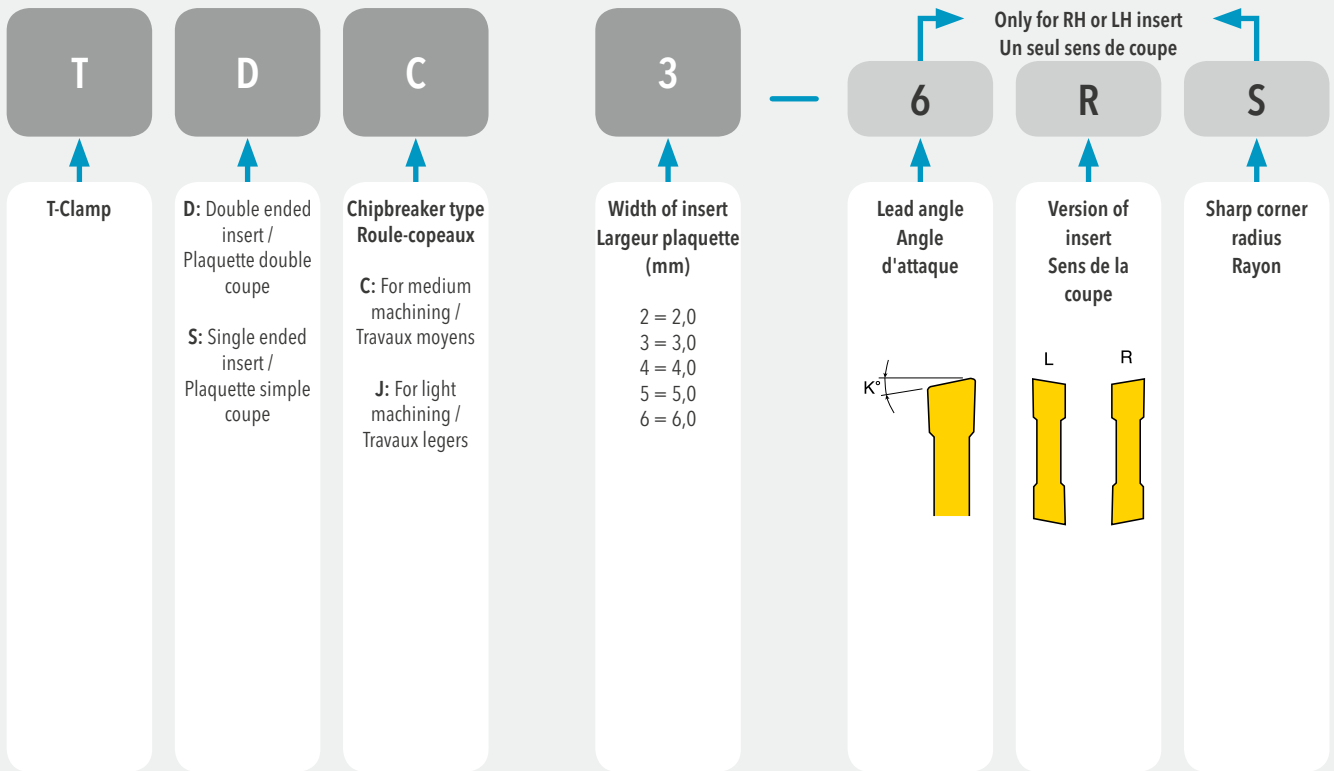 Only for RH or LH insert
Un seul sens de coupe
T
D
C
3
—
6
R
S
T-Clamp
D: Double ended
insert /
Plaquette double
coupe
S: Single ended
insert /
Plaquette simple
coupe
Chipbreaker type
Roule-copeaux
C: For medium
machining /
Travaux moyens
J: For light
machining /
Travaux legers
Width of insert
Largeur plaquette
(mm)
2 = 2,0
3 = 3,0
4 = 4,0
5 = 5,0
6 = 6,0
Lead angle
Angle
d'attaque
K°
Version of
insert
Sens de la
coupe
L
R
Sharp corner
radius
Rayon